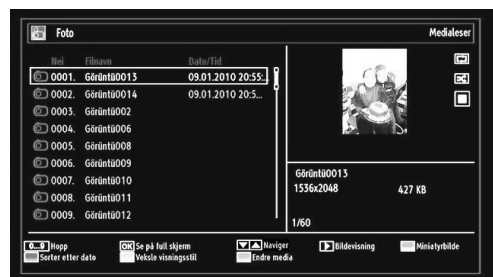 Foto Medialeser
Nei Filnavn Dato/Tid
0001. Görüntü0013 09.01.2010 20:55:..
0002. Görüntü0014 09.01.2010 20:5...
0003. Görüntü002
0004. Görüntü006
0005. Görüntü008
0006. Görüntü009
0007. Görüntü010
0008. Görüntü011
0009. Görüntü012
Görüntü0013
1536x2048 427 KB
1/60
0...9 Hopp OK Se på full skjerm Naviger Bildevisning Miniatyrbilde
Sorter etter dato Veksle visningsstil Endre media